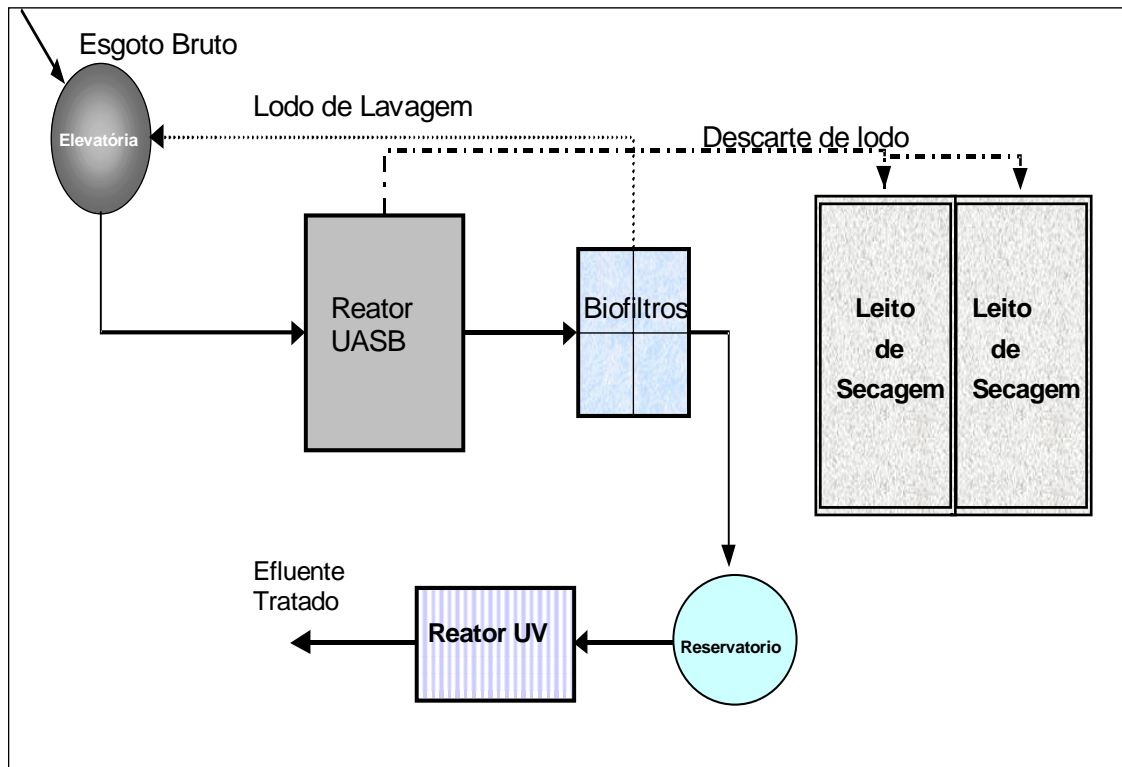 Esgoto Bruto
Elevatória
Lodo de Lavagem
Descarte de lodo
Reator
UASB
Biofiltros
Leito
de
Secagem
Leito
de
Secagem
Efluente
Tratado
Reator UV
Reservatorio